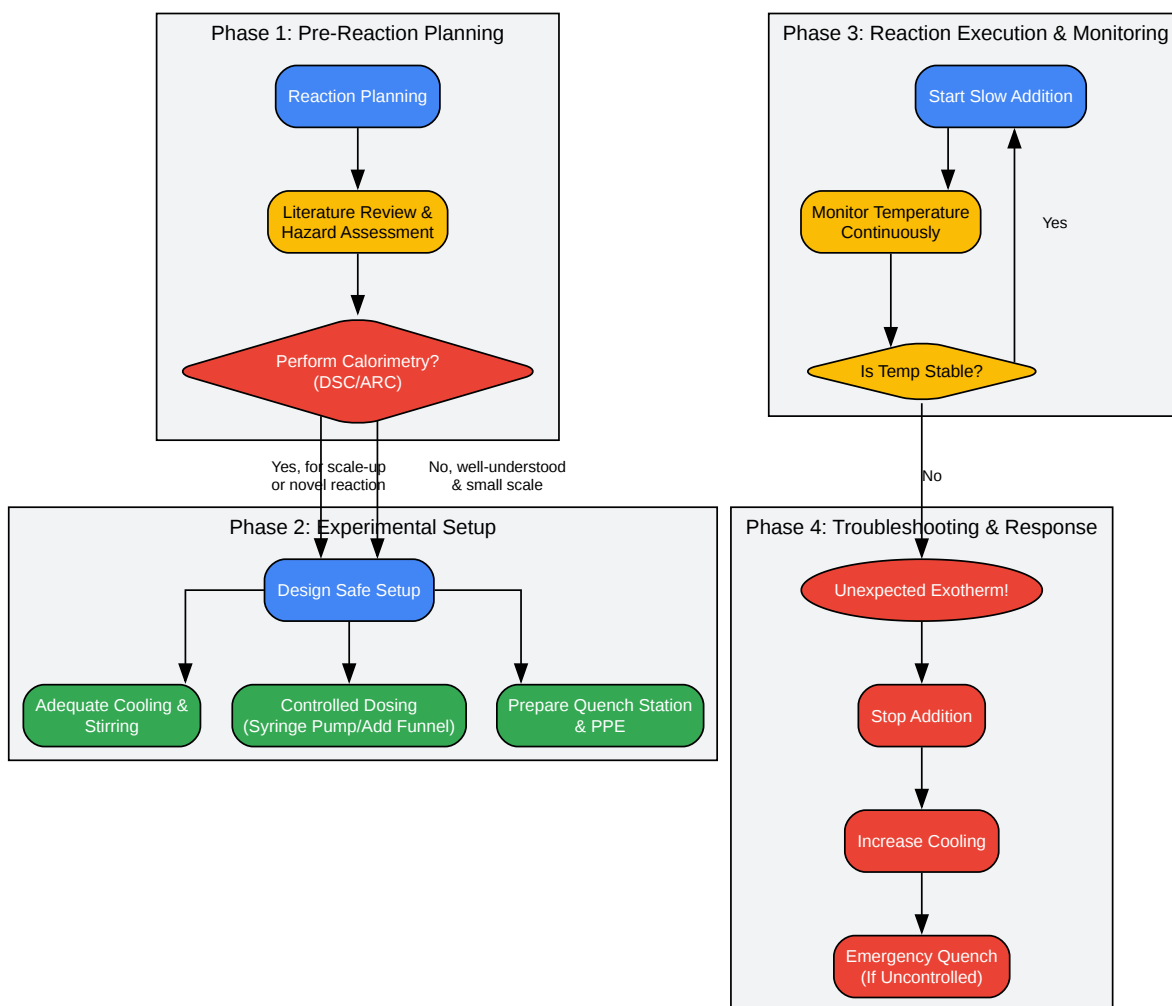 Phase 1: Pre-Reaction Planning
Reaction Planning
Literature Review &
Hazard Assessment
Perform Calorimetry?
(DSC/ARC)
Yes, for scale-up
or novel reaction
No, well-understood
& small scale
Phase 2: Experimental Setup
Design Safe Setup
Adequate Cooling &
Stirring
Controlled Dosing
(Syringe Pump/Add Funnel)
Prepare Quench Station
& PPE
Phase 3: Reaction Execution & Monitoring
Start Slow Addition
Monitor Temperature
Continuously
Yes
Is Temp Stable?
No
Phase 4: Troubleshooting & Response
Unexpected Exotherm!
Stop Addition
Increase Cooling
Emergency Quench
(If Uncontrolled)